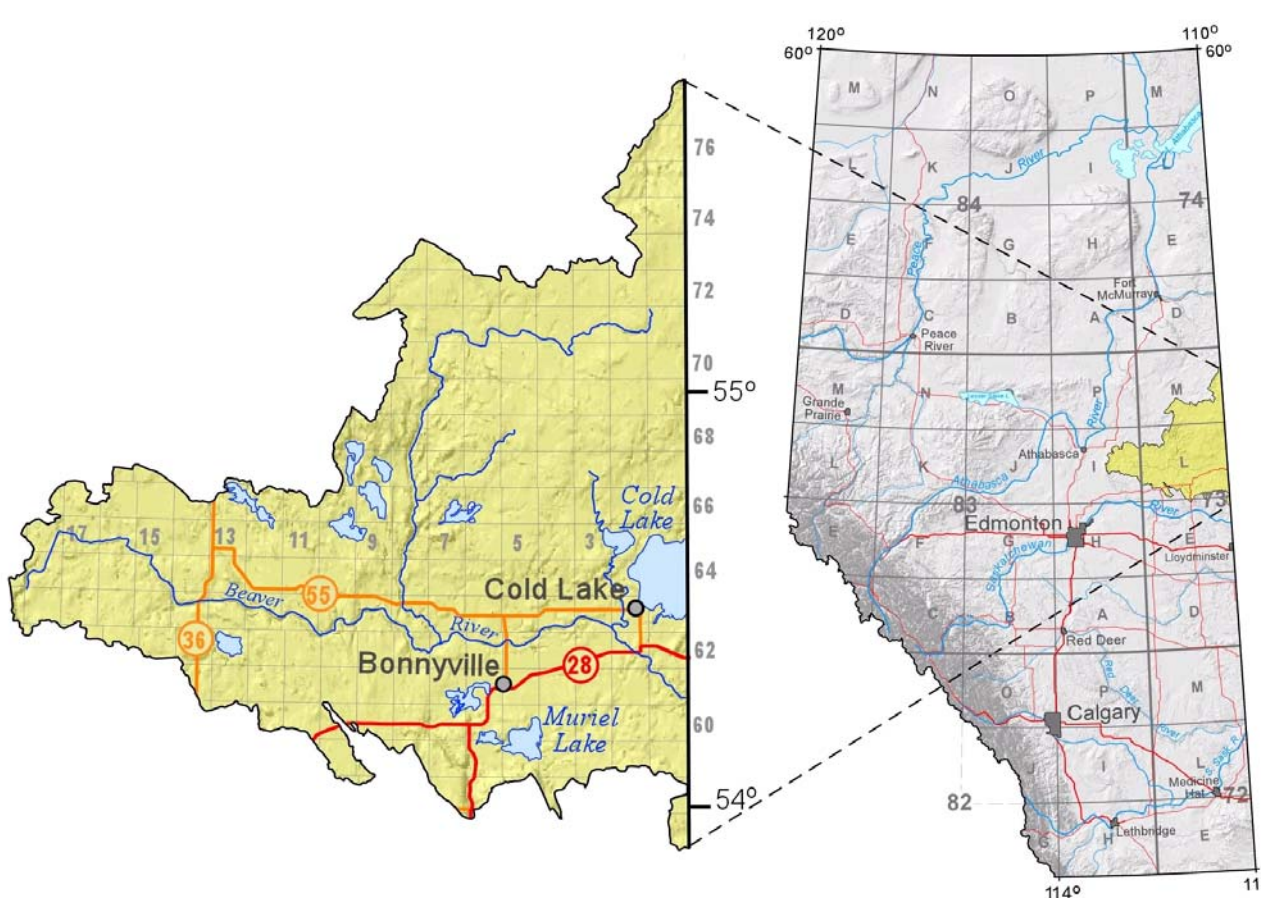 76
74
72
70
55°
68
66
64
62
60
54°
17
15
13
11
9
7
5
3
Cold
Lake
Cold Lake
55
Beaver
River
36
Bonnyville
28
Muriel
Lake
120°
60°
110°
60°
M
N
O
P
M
L
K
J
River
I
L. Athabasca
L
84
74
E
F
G
H
E
Peace
Fort
McMurray
D
C
B
A
D
Peace
River
M
N
P
M
Grande
Prairie
River
Athabasca
L
K
J
I
L
Athabasca
83
73
Edmonton
River
E
F
G
H
E
Lloydminster
Saskatchewan
C
B
A
D
Red Deer
Red
Deer
River
O
P
M
Calgary
J
I
L
S. Sask. R.
Medicine
Hat
82
72
Lethbridge
G
H
E
114°
11